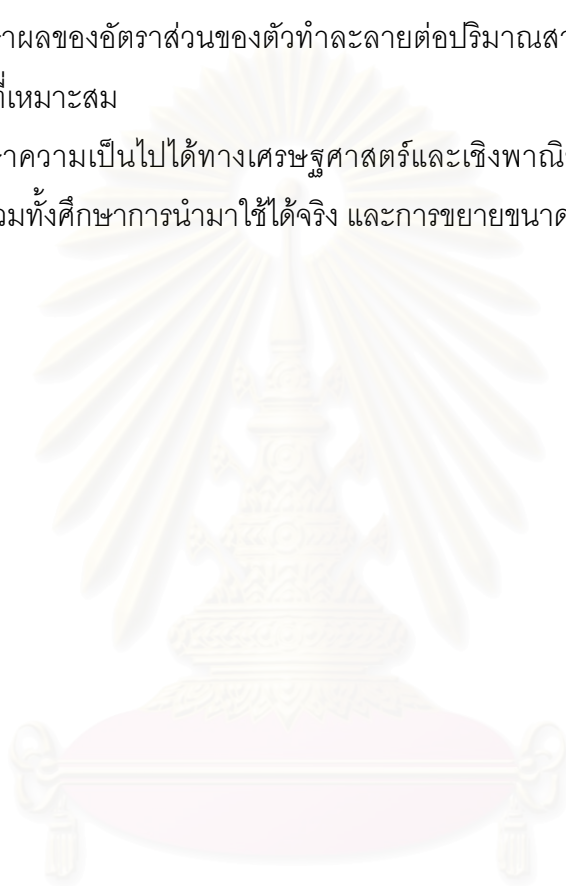 าผลของอัตราส่วนของตัวทำละลายต่อปริมาณสา
ที่เหมาะสม
าความเป็นไปได้ทางเศรษฐศาสตร์และเชิงพาณิ
วมทั้งศึกษาการนำมาใช้ได้จริง และการขยายขนาด